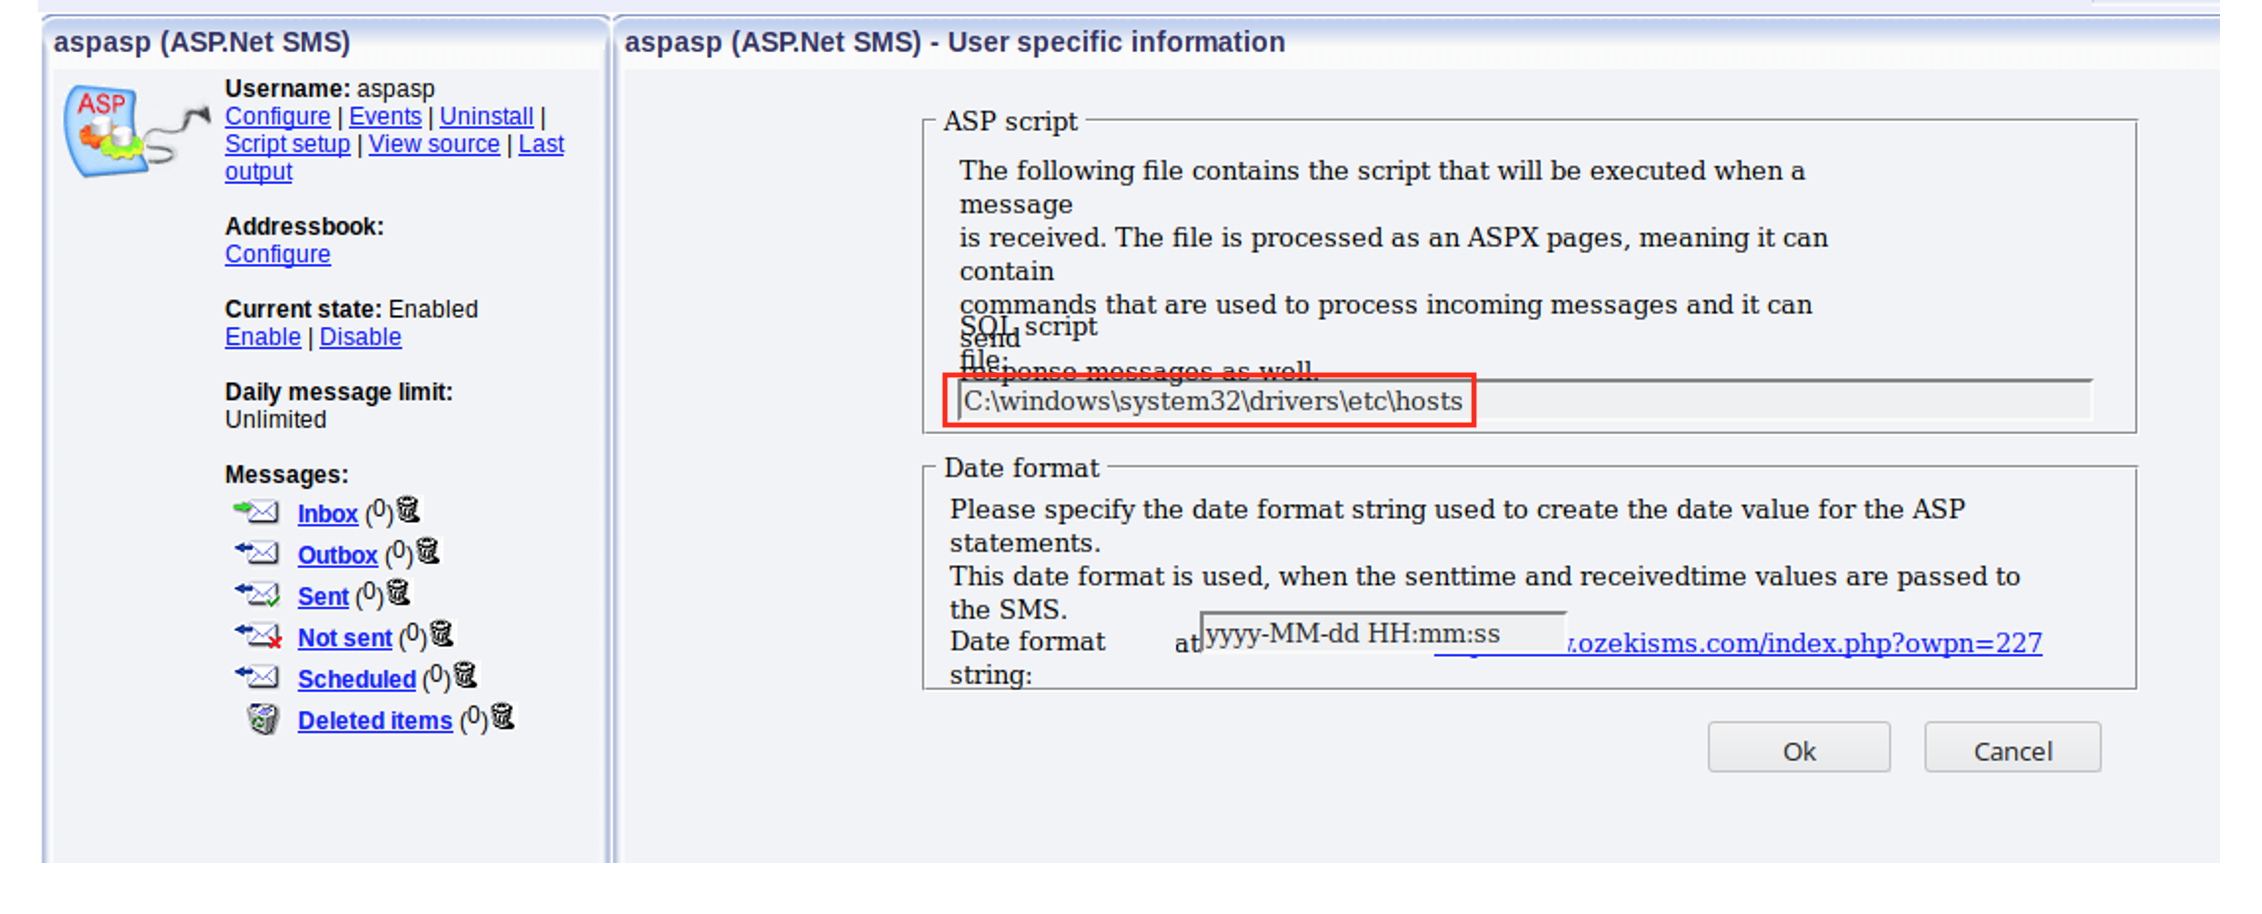 aspasp (ASP.Net SMS)
ASP
Username: aspasp
Configure | Events | Uninstall |
Script setup | View source | Last
output
Addressbook:
Configure
Current state: Enabled
Enable | Disable
Daily message limit:
Unlimited
Messages:
Inbox (0)
Outbox (0)
Sent (0)
Not sent (0)
Scheduled (0)
Deleted items (0)
aspasp (ASP.Net SMS) - User specific information
ASP script
The following file contains the script that will be executed when a
message
is received. The file is processed as an ASPX pages, meaning it can
contain
commands that are used to process incoming messages and it can
SQL script
send
file:
response messages as well.
C:\windows\system32\drivers\etc\hosts
Date format
Please specify the date format string used to create the date value for the ASP
statements.
This date format is used, when the senttime and receivedtime values are passed to
the SMS.
Date format at yyyy-MM-dd HH:mm:ss .ozekisms.com/index.php?owpn=227
string:
Ok
Cancel